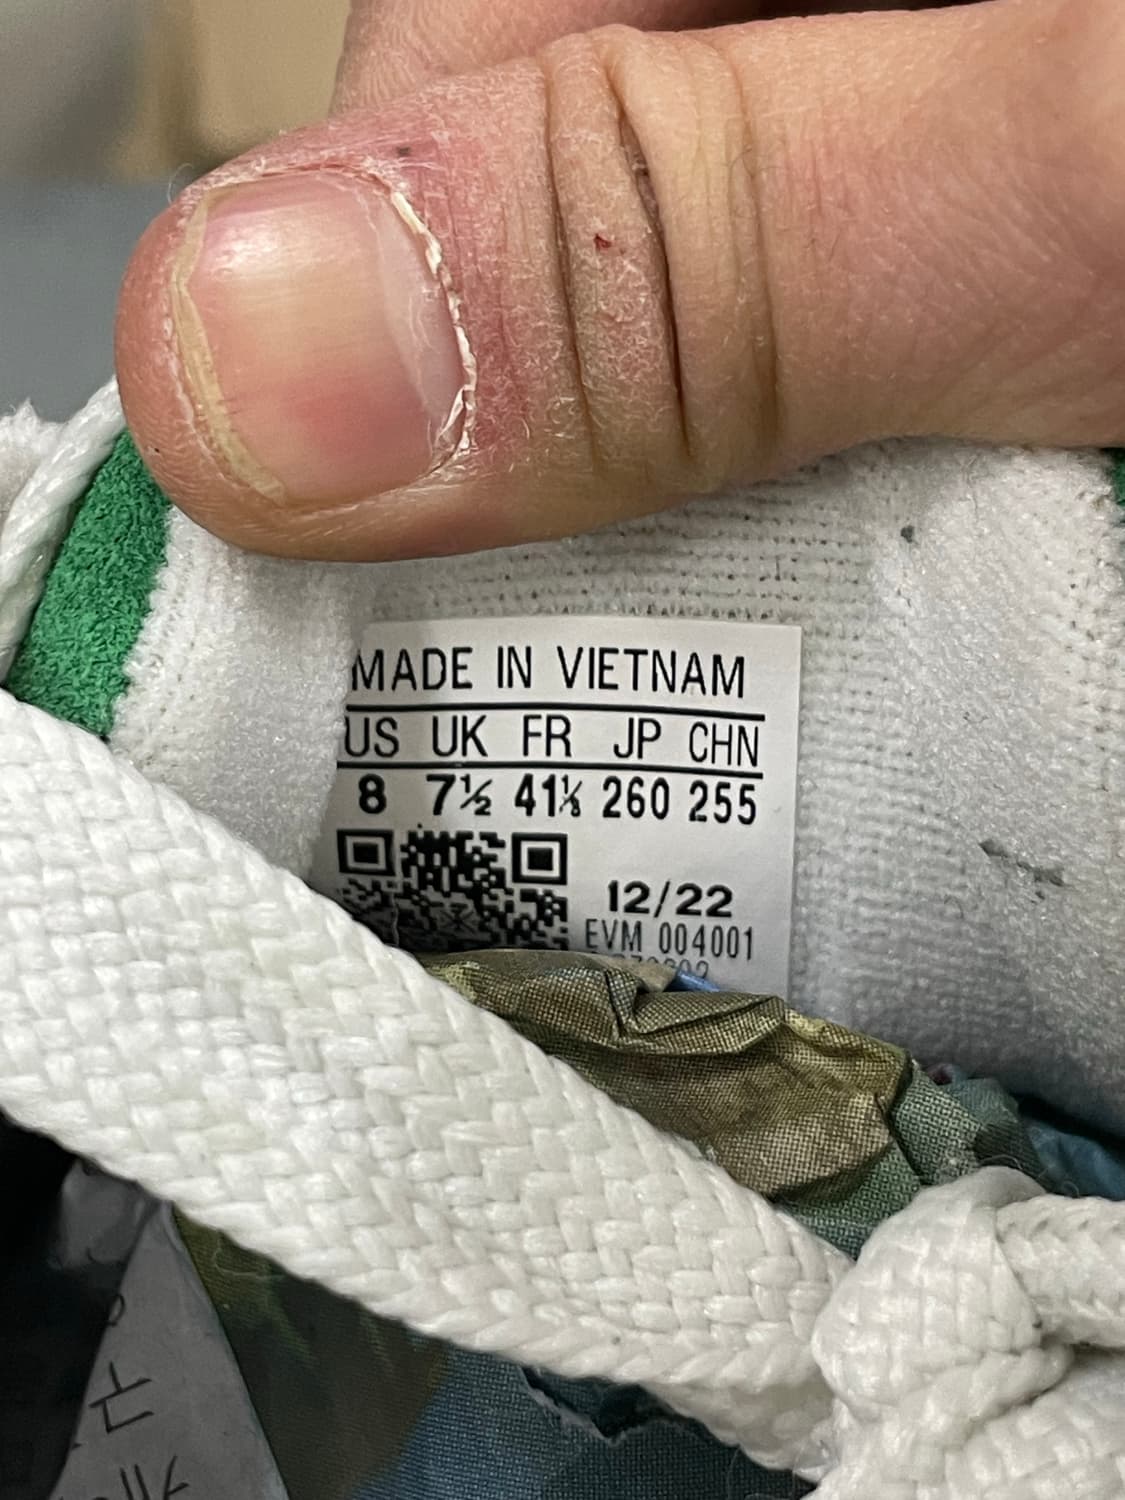 MADE IN VIETNAM
US UK FR JP CHN
8 7½ 41⅓ 260 255
12/22
EVM 004001